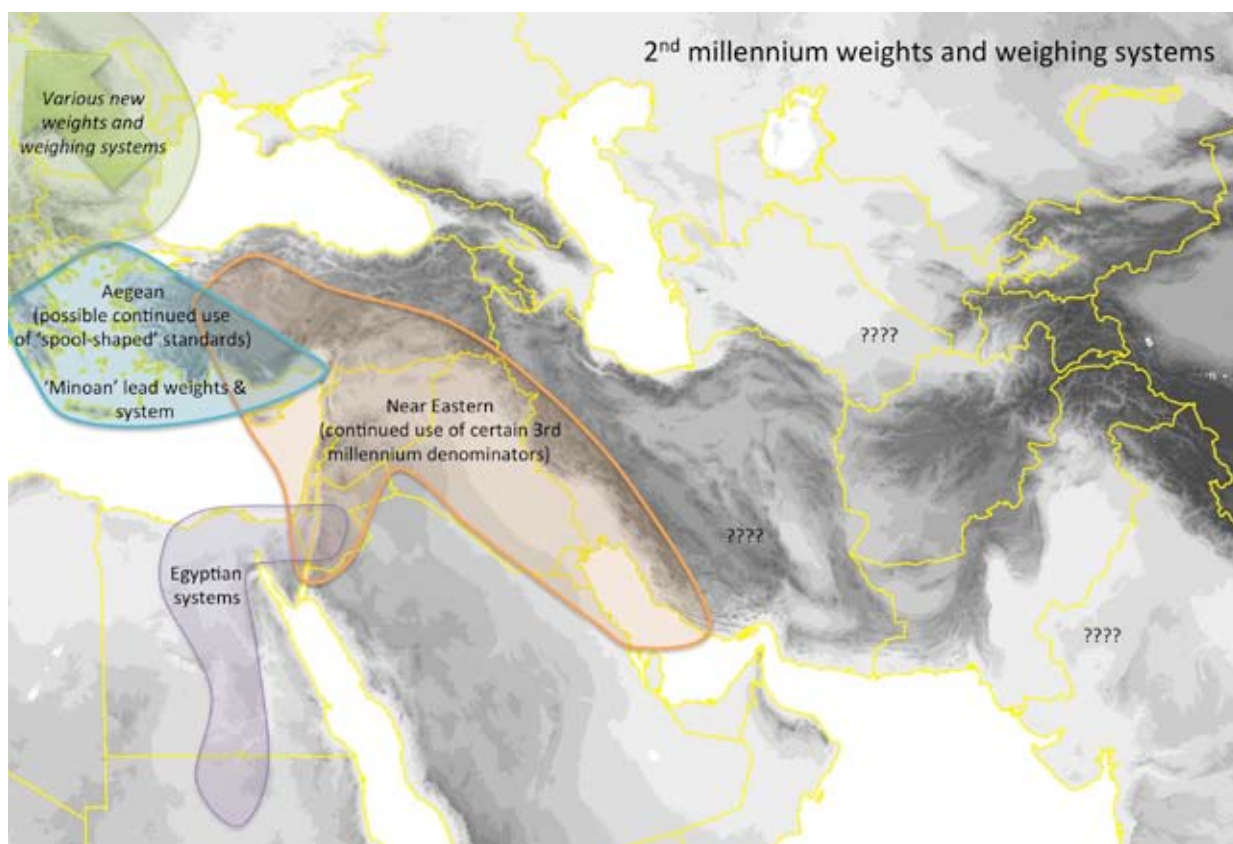 2nd millennium weights and weighing systems
Various new
weights and
weighing systems
Aegean
(possible continued use
of ‘spool-shaped’ standards)
‘Minoan’ lead weights &
system
Near Eastern
(continued use of certain 3rd
millennium denominators)
Egyptian
systems
????
????
????